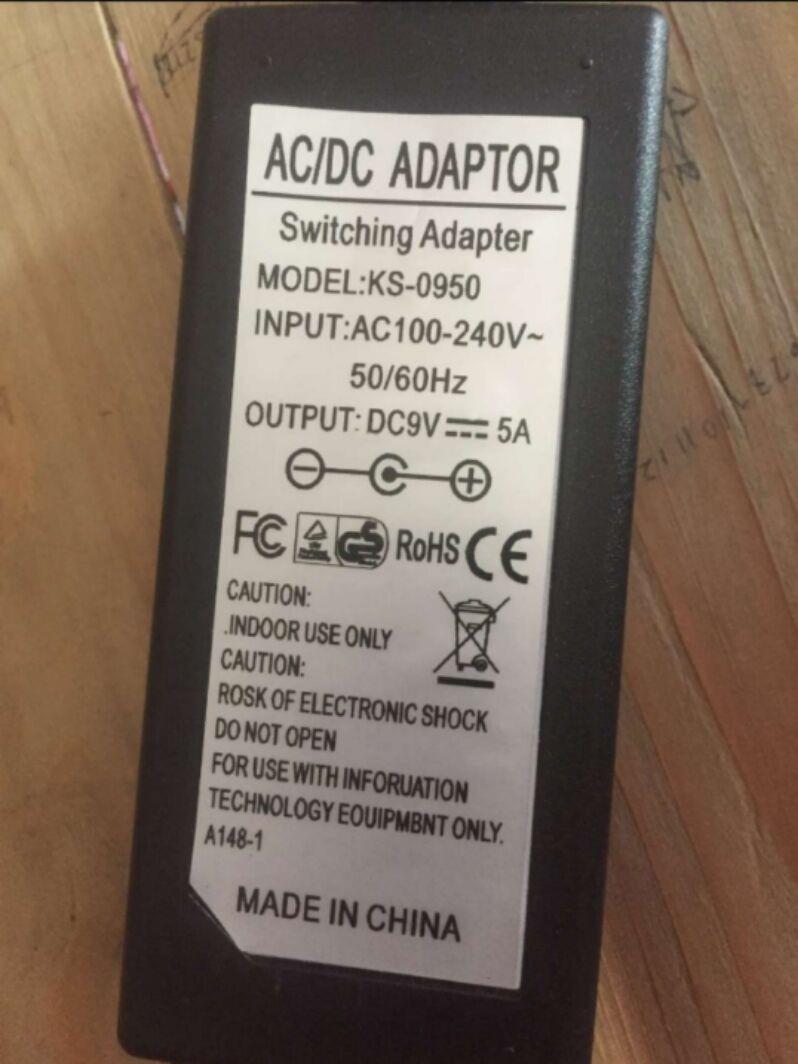 AC/DC ADAPTOR
Switching Adapter
MODEL:KS-0950
INPUT:AC100-240V~
50/60Hz
OUTPUT: DC9V⎓ 5A
FC RoHS CE
CAUTION:
.INDOOR USE ONLY
CAUTION:
ROSK OF ELECTRONIC SHOCK
DO NOT OPEN
FOR USE WITH INFORUATION
TECHNOLOGY EOUIPMBNT ONLY.
A148-1
MADE IN CHINA